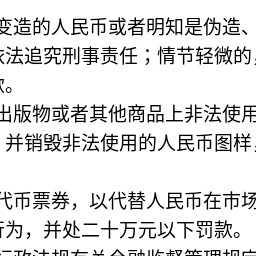 变造的人民币或者明知是伪造、
依法追究刑事责任；情节轻微的，
款。
出版物或者其他商品上非法使用
并销毁非法使用的人民币图样，
代币票券，以代替人民币在市场
行为，并处二十万元以下罚款。